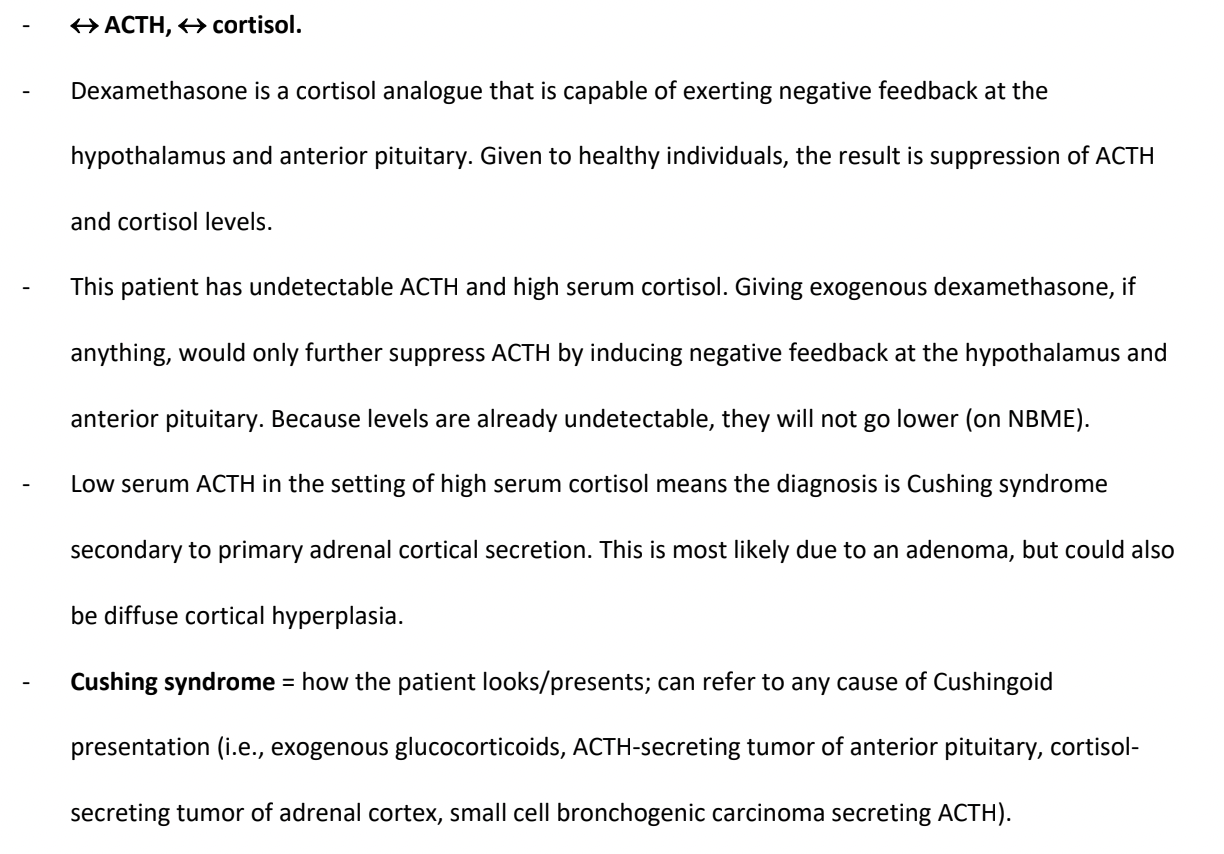 - ↔ ACTH, ↔ cortisol.
- Dexamethasone is a cortisol analogue that is capable of exerting negative feedback at the
hypothalamus and anterior pituitary. Given to healthy individuals, the result is suppression of ACTH
and cortisol levels.
- This patient has undetectable ACTH and high serum cortisol. Giving exogenous dexamethasone, if
anything, would only further suppress ACTH by inducing negative feedback at the hypothalamus and
anterior pituitary. Because levels are already undetectable, they will not go lower (on NBME).
- Low serum ACTH in the setting of high serum cortisol means the diagnosis is Cushing syndrome
secondary to primary adrenal cortical secretion. This is most likely due to an adenoma, but could also
be diffuse cortical hyperplasia.
- Cushing syndrome = how the patient looks/presents; can refer to any cause of Cushingoid
presentation (i.e., exogenous glucocorticoids, ACTH-secreting tumor of anterior pituitary, cortisol-
secreting tumor of adrenal cortex, small cell bronchogenic carcinoma secreting ACTH).